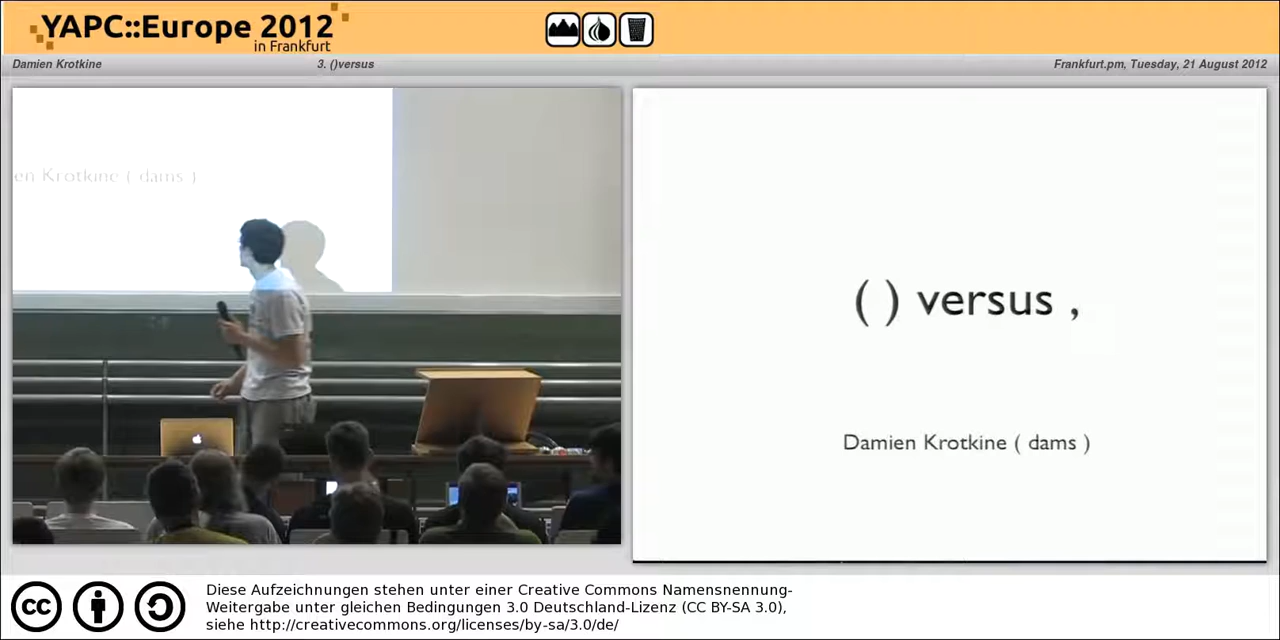 YAPC::Europe 2012
in Frankfurt
Damien Krotkine
3. ()versus
Frankfurt.pm, Tuesday, 21 August 2012
en Krotkine ( dams )
( ) versus ,
Damien Krotkine ( dams )
cc
Diese Aufzeichnungen stehen unter einer Creative Commons Namensnennung-
Weitergabe unter gleichen Bedingungen 3.0 Deutschland-Lizenz (CC BY-SA 3.0),
siehe http://creativecommons.org/licenses/by-sa/3.0/de/